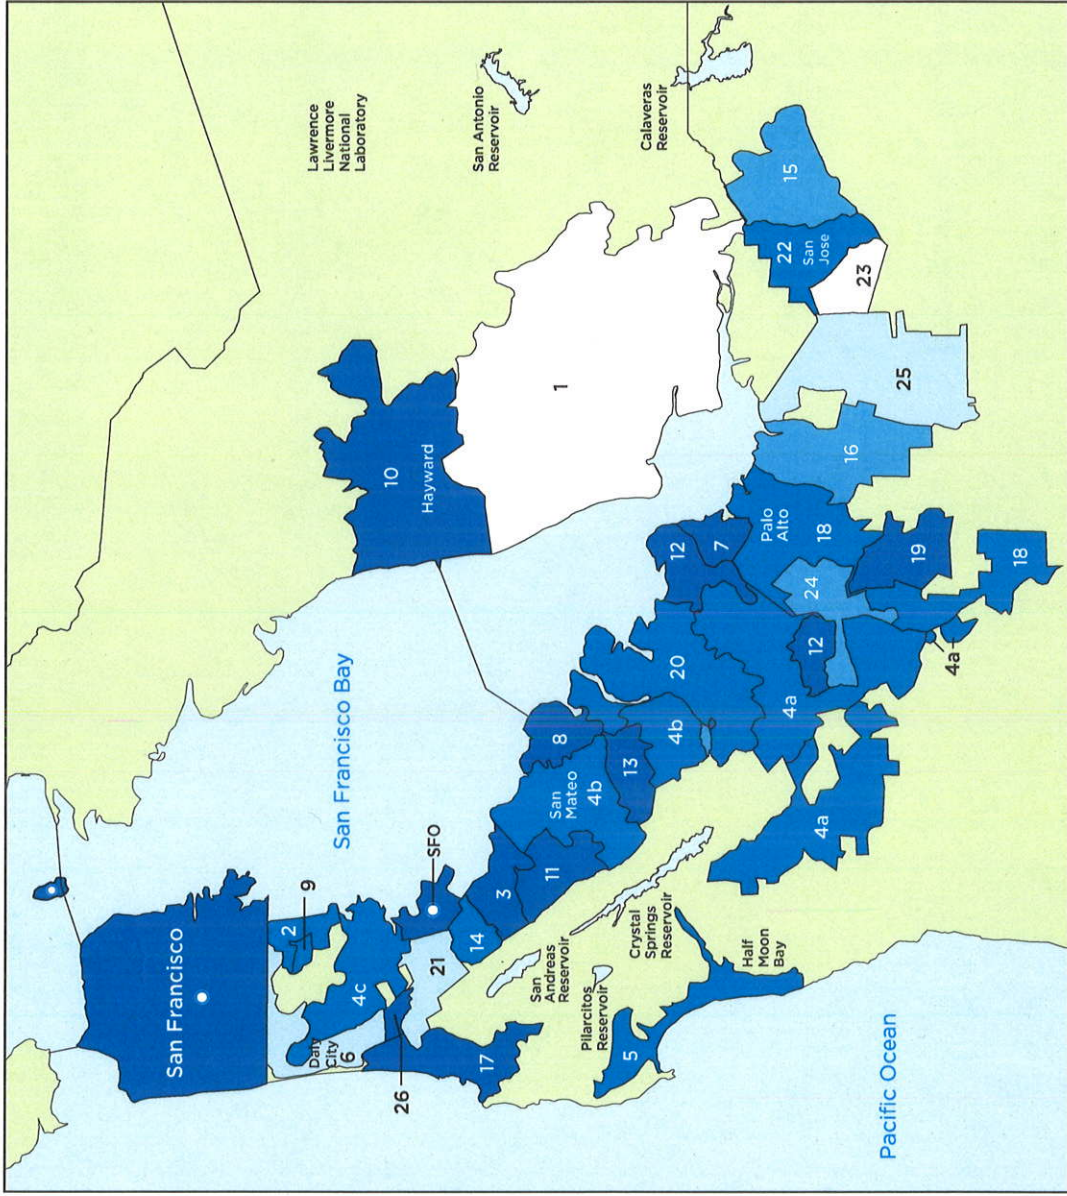 San Francisco
9
2
Daly
City
6
4c
26
17
21
SFO
14
3
11
San Francisco Bay
San
Mateo
4b
8
13
4b
20
4a
12
12
7
24
Palo
Alto
18
19
18
4a
4a
16
25
23
22
San
Jose
15
10
Hayward
1
5
Half
Moon
Bay
San
Andreas
Reservoir
Pilarcitos
Reservoir
Crystal
Springs
Reservoir
Lawrence
Livermore
National
Laboratory
San Antonio
Reservoir
Calaveras
Reservoir
Pacific Ocean